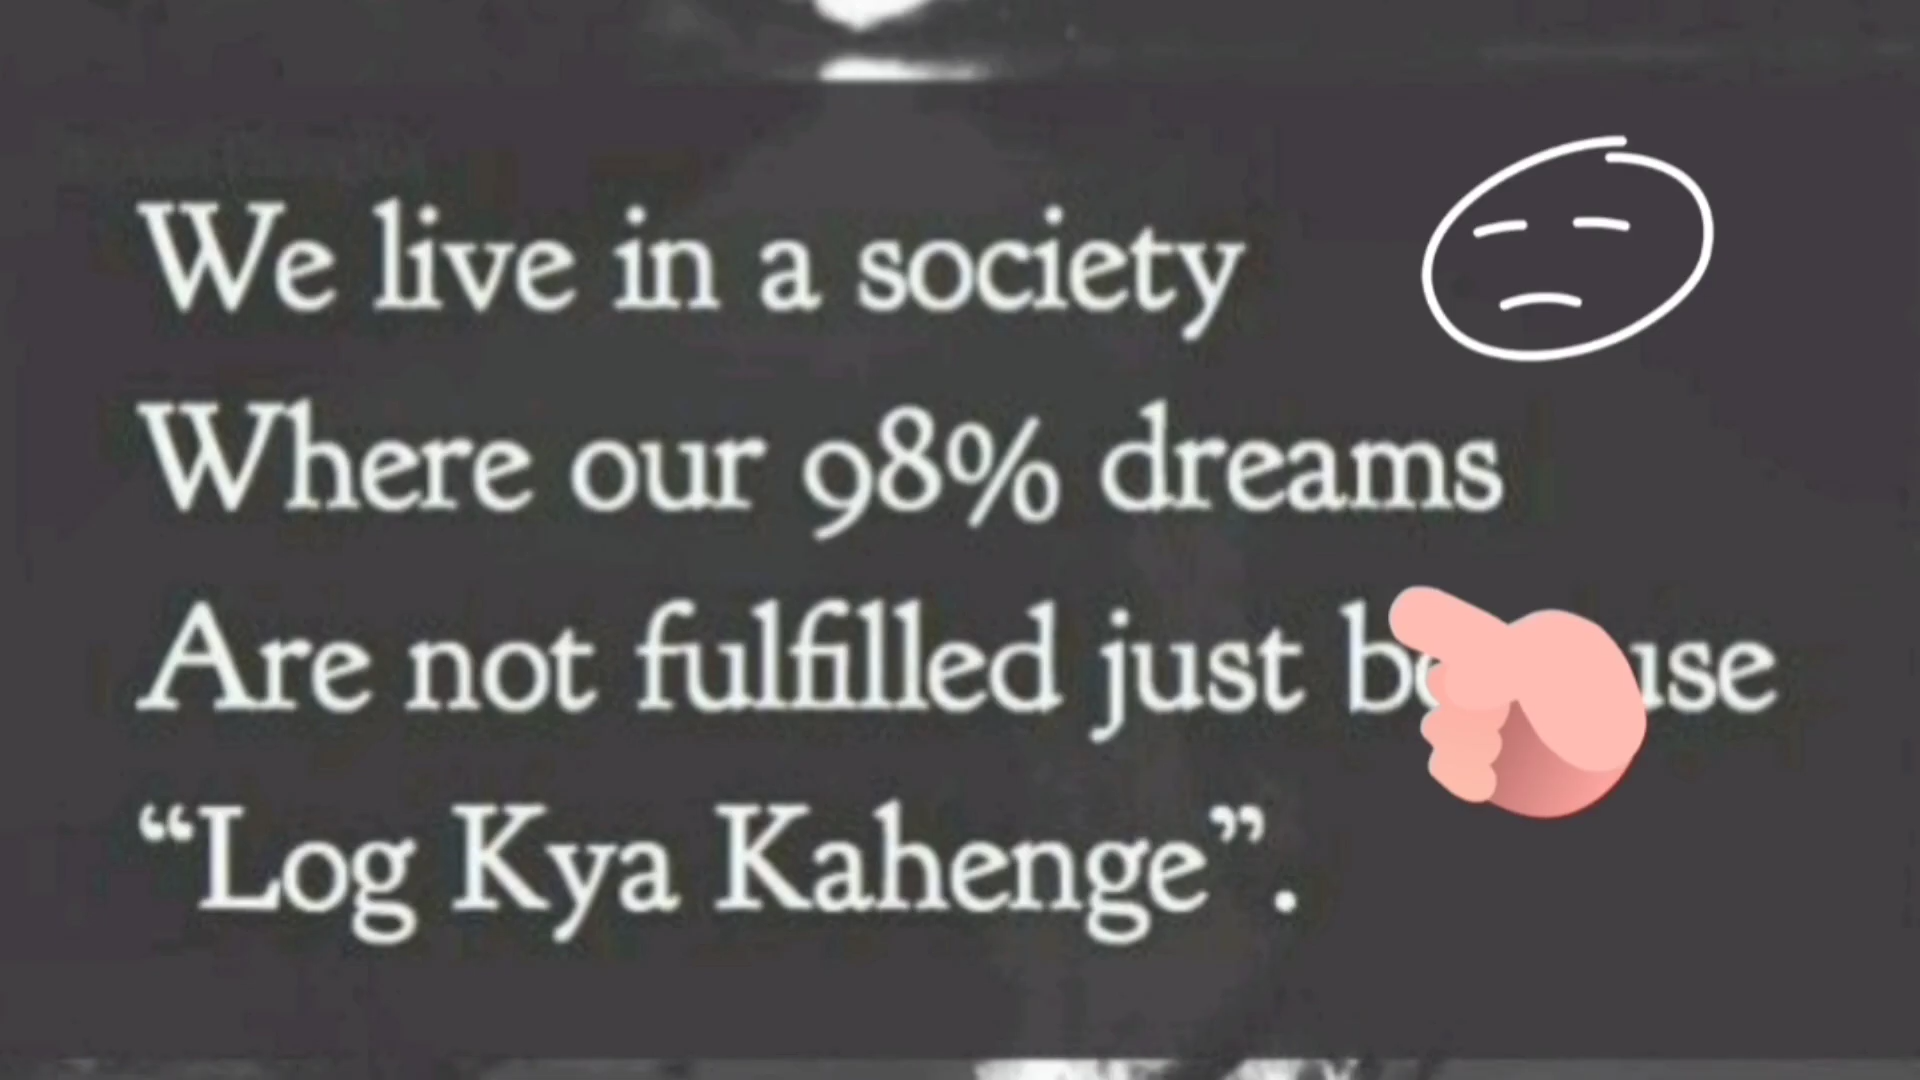 We live in a society
Where our 98% dreams
Are not fulfilled just
“Log Kya Kahenge”.